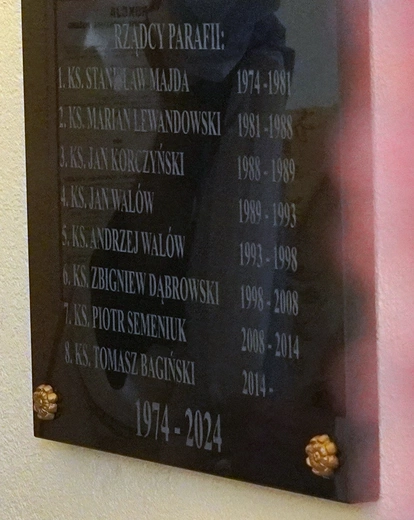 RZĄDCY PARAFII:
1. KS. STANISŁAW MAJDA 1974 -1981
2. KS. MARIAN LEWANDOWSKI 1981 -1988
3. KS. JAN KORCZYŃSKI 1988 - 1989
4. KS. JAN WALÓW 1989 - 1993
5. KS. ANDRZEJ WALÓW 1993 - 1998
6. KS. ZBIGNIEW DĄBROWSKI 1998 - 2008
7. KS. PIOTR SEMENIUK 2008 - 2014
8. KS. TOMASZ BAGIŃSKI 2014 -
1974 - 2024